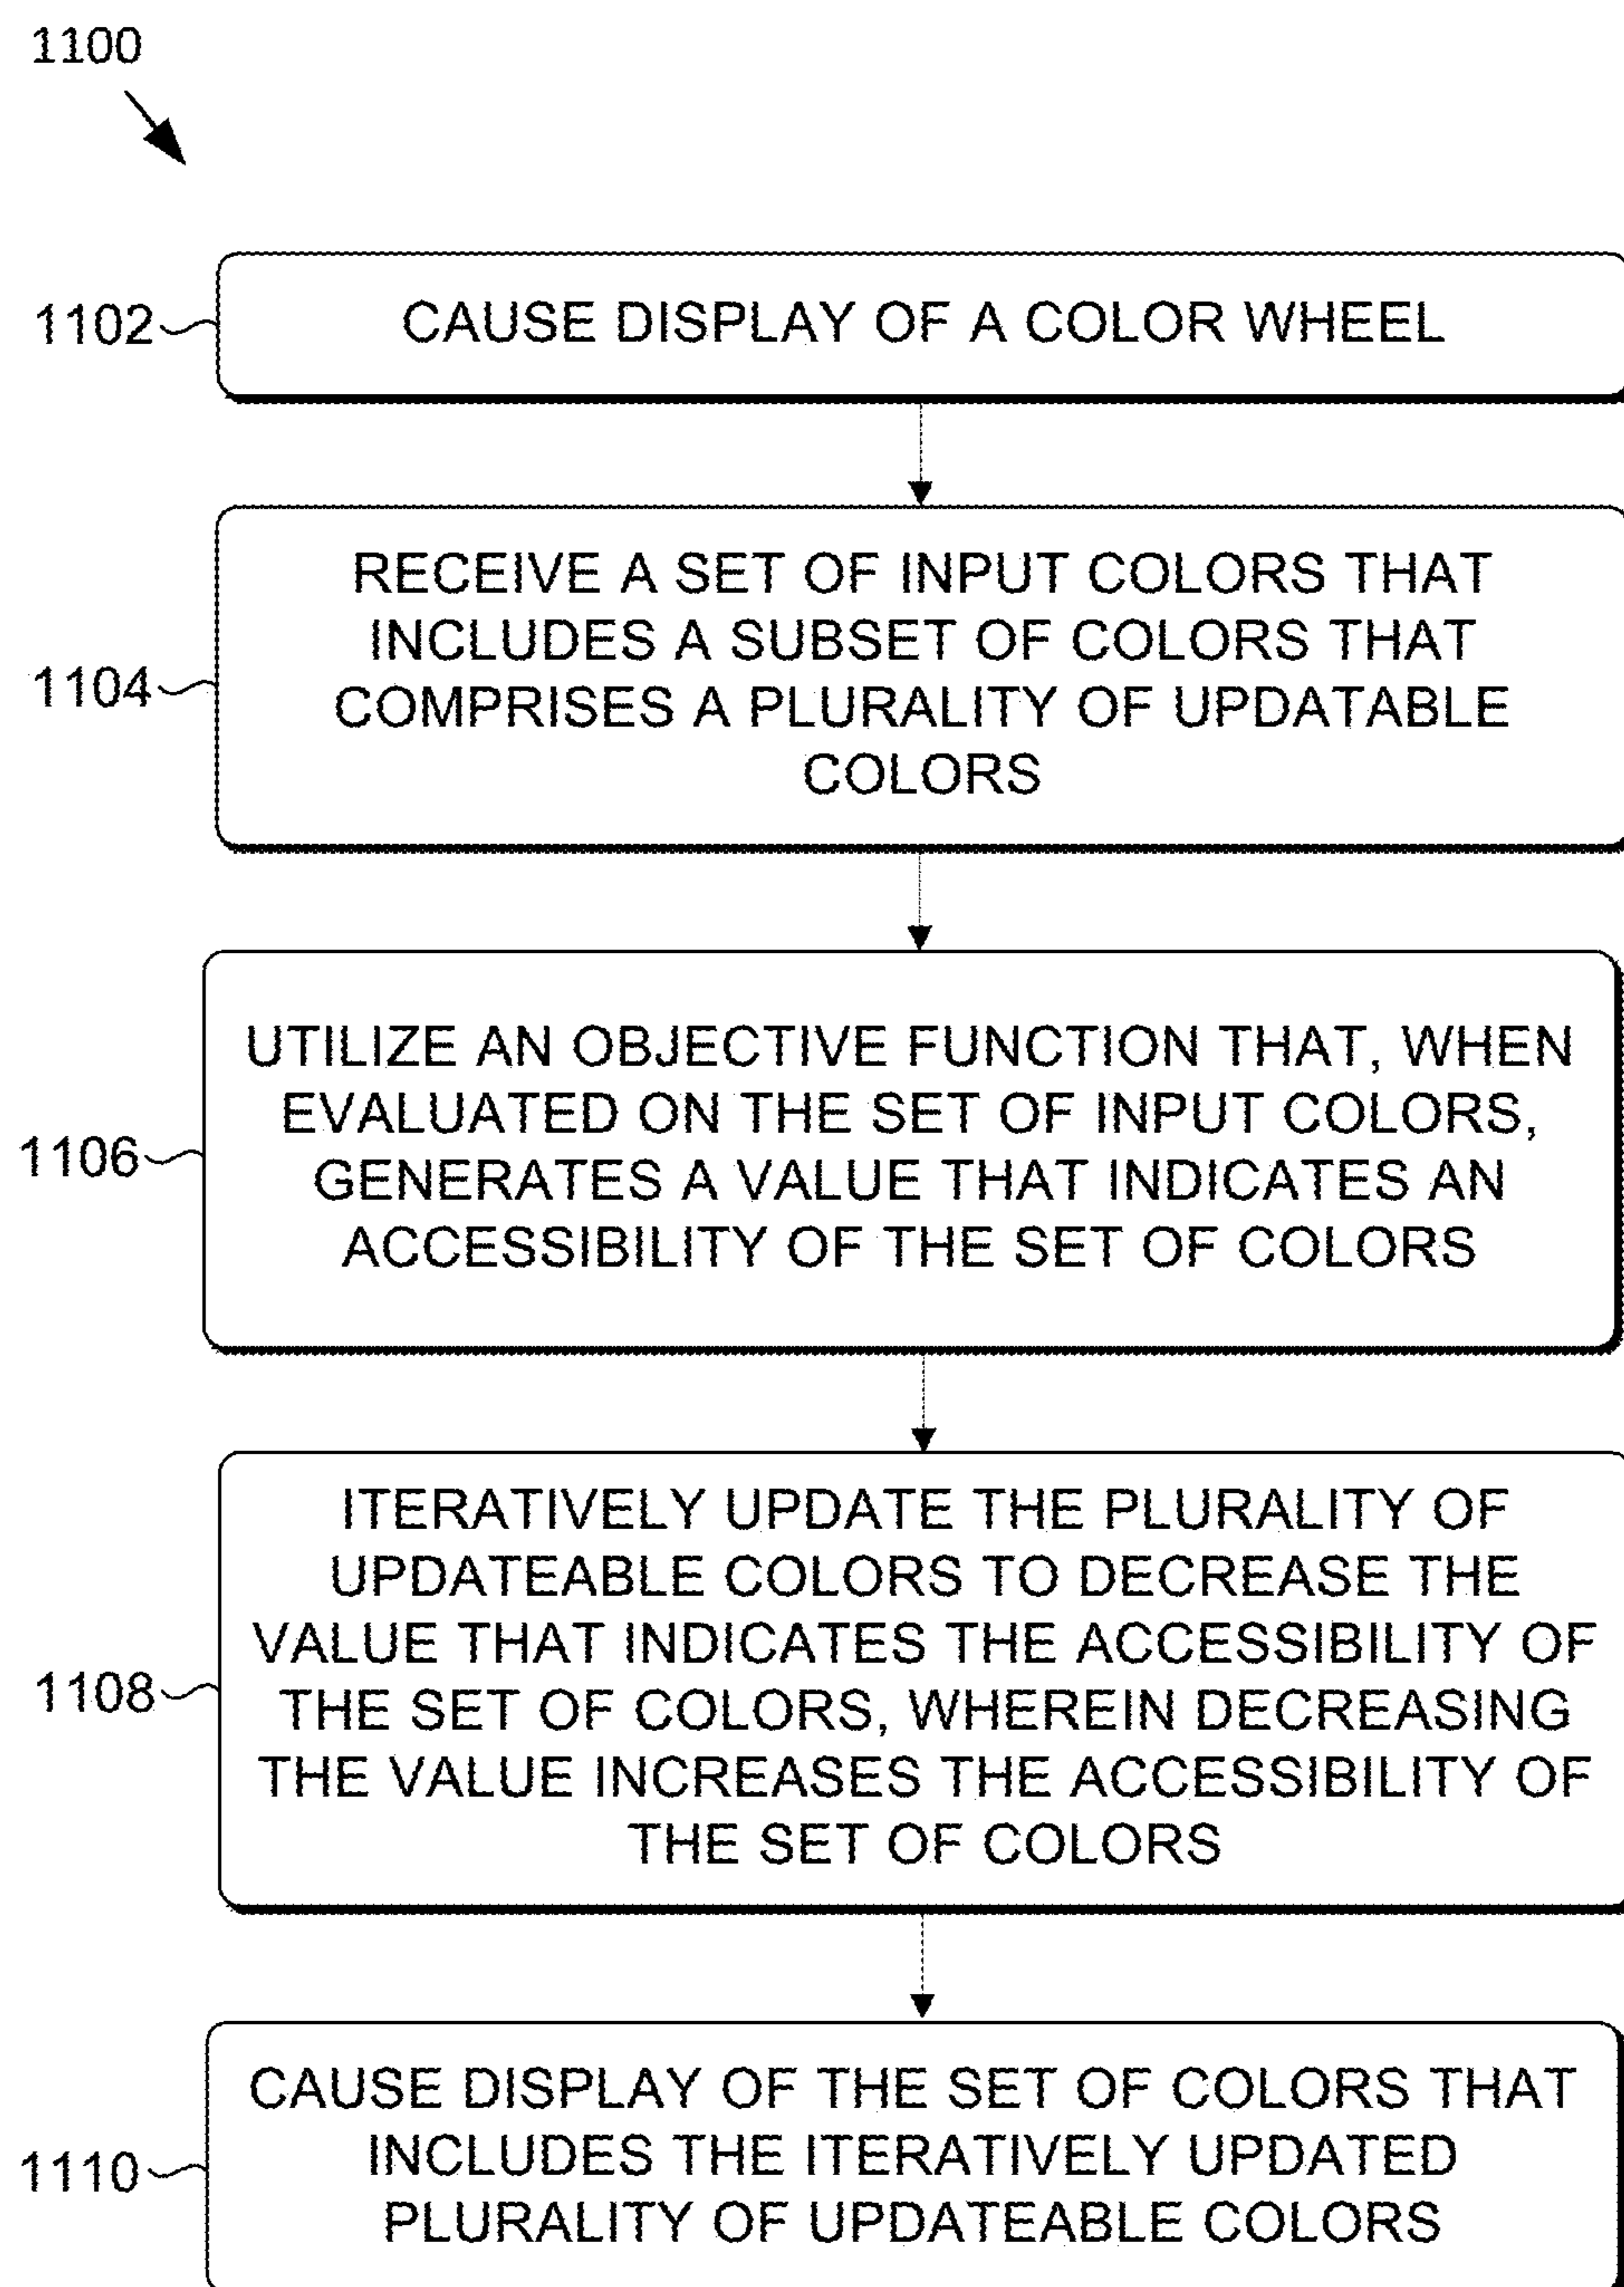 1100
1102
CAUSE DISPLAY OF A COLOR WHEEL
1104
RECEIVE A SET OF INPUT COLORS THAT
INCLUDES A SUBSET OF COLORS THAT
COMPRISES A PLURALITY OF UPDATABLE
COLORS
1106
UTILIZE AN OBJECTIVE FUNCTION THAT, WHEN
EVALUATED ON THE SET OF INPUT COLORS,
GENERATES A VALUE THAT INDICATES AN
ACCESSIBILITY OF THE SET OF COLORS
1108
ITERATIVELY UPDATE THE PLURALITY OF
UPDATEABLE COLORS TO DECREASE THE
VALUE THAT INDICATES THE ACCESSIBILITY OF
THE SET OF COLORS, WHEREIN DECREASING
THE VALUE INCREASES THE ACCESSIBILITY OF
THE SET OF COLORS
1110
CAUSE DISPLAY OF THE SET OF COLORS THAT
INCLUDES THE ITERATIVELY UPDATED
PLURALITY OF UPDATEABLE COLORS